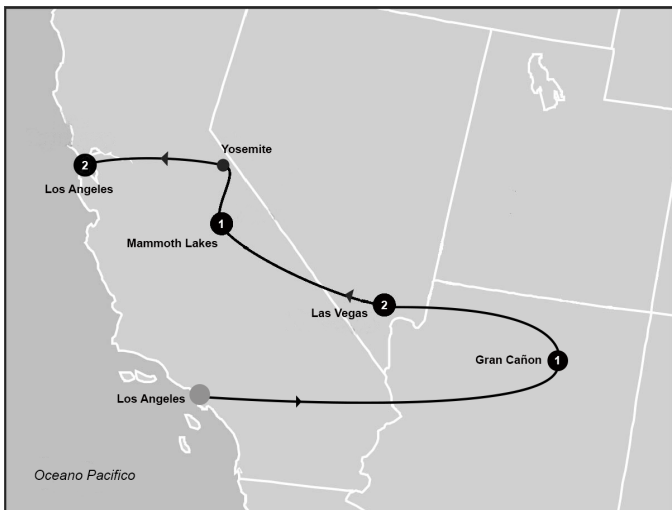 Yosemite
2
Los Angeles
1
Mammoth Lakes
2
Las Vegas
Gran Cañon
1
Los Angeles
Oceano Pacifico